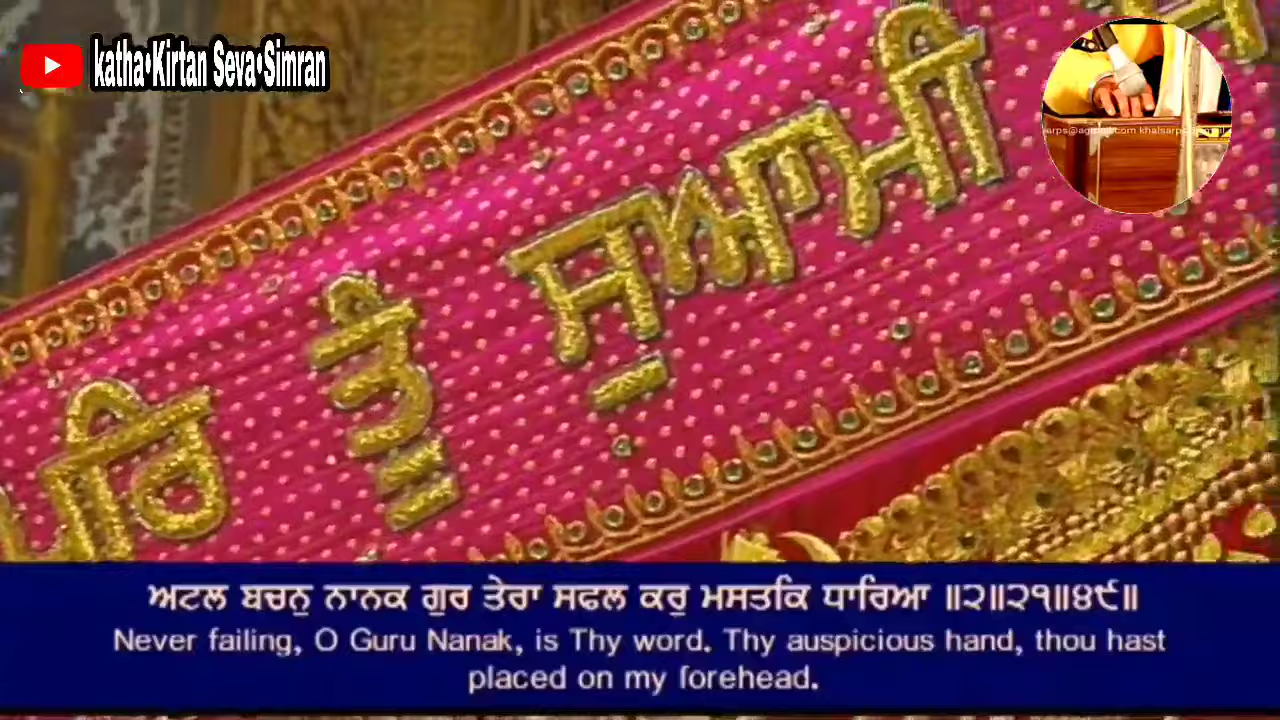 katha•Kirtan Seva•Simran
ਠਾਕੁਰ ਤੂੰ ਸੁਆਮੀ
ਅਟਲ ਬਚਨੁ ਨਾਨਕ ਗੁਰ ਤੇਰਾ ਸਫਲ ਕਰੁ ਮਸਤਕਿ ਧਾਰਿਆ ॥੨॥੨੧॥੪੯॥
Never failing, O Guru Nanak, is Thy word. Thy auspicious hand, thou hast
placed on my forehead.